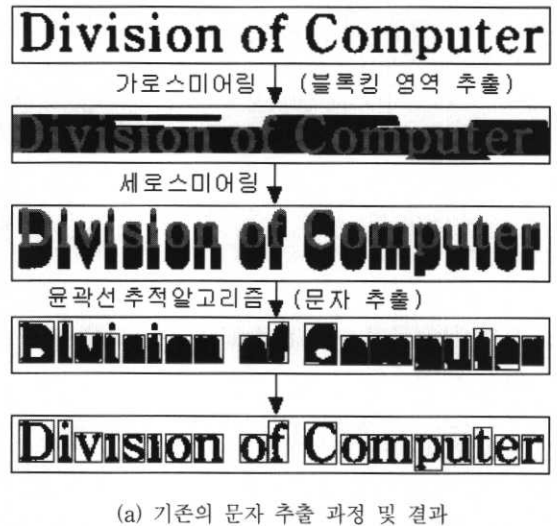 Division of Computer
가로스미어링 (블록킹 영역 추출)
Division of Computer
세로스미어링
Division of Computer
윤곽선 추적알고리즘 (문자 추출)
Division of Computer
Division of Computer
(a) 기존의 문자 추출 과정 및 결과